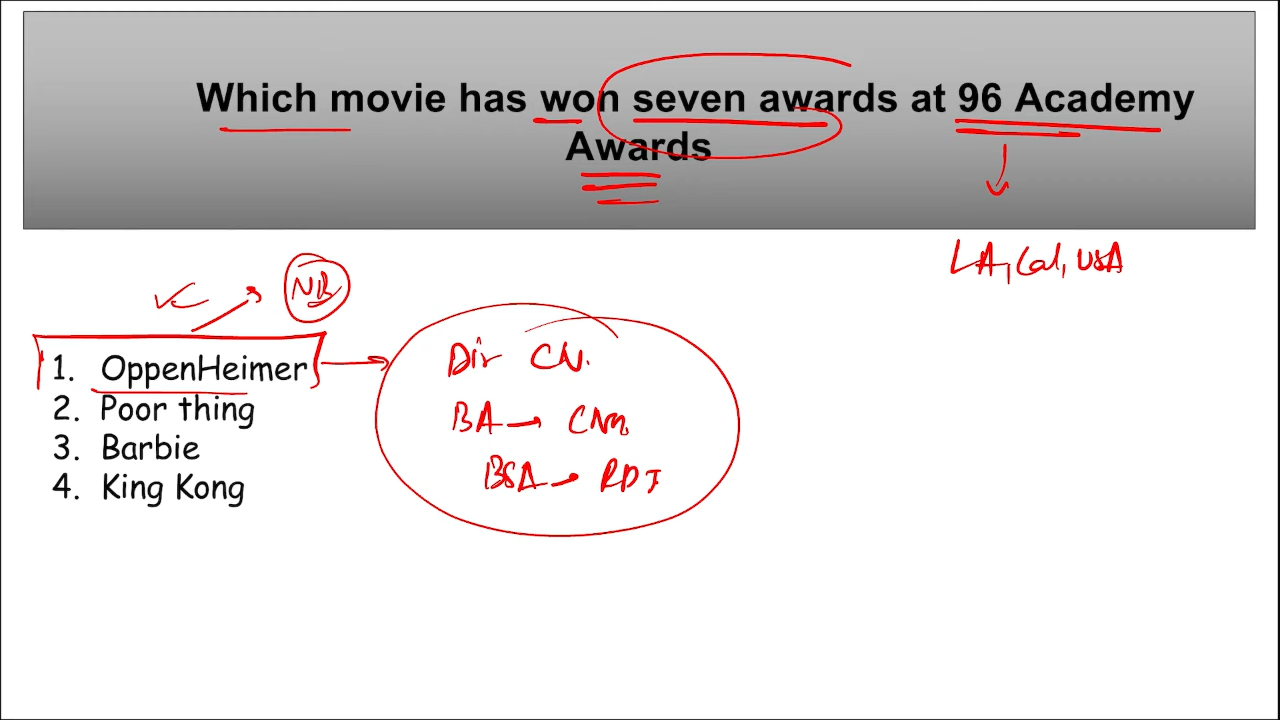 Which movie has won seven awards at 96 Academy
Awards
LA, Cal, USA
NB
1. OppenHeimer
2. Poor thing
3. Barbie
4. King Kong
Dir CN.
BA → CM
BSA → RDJ